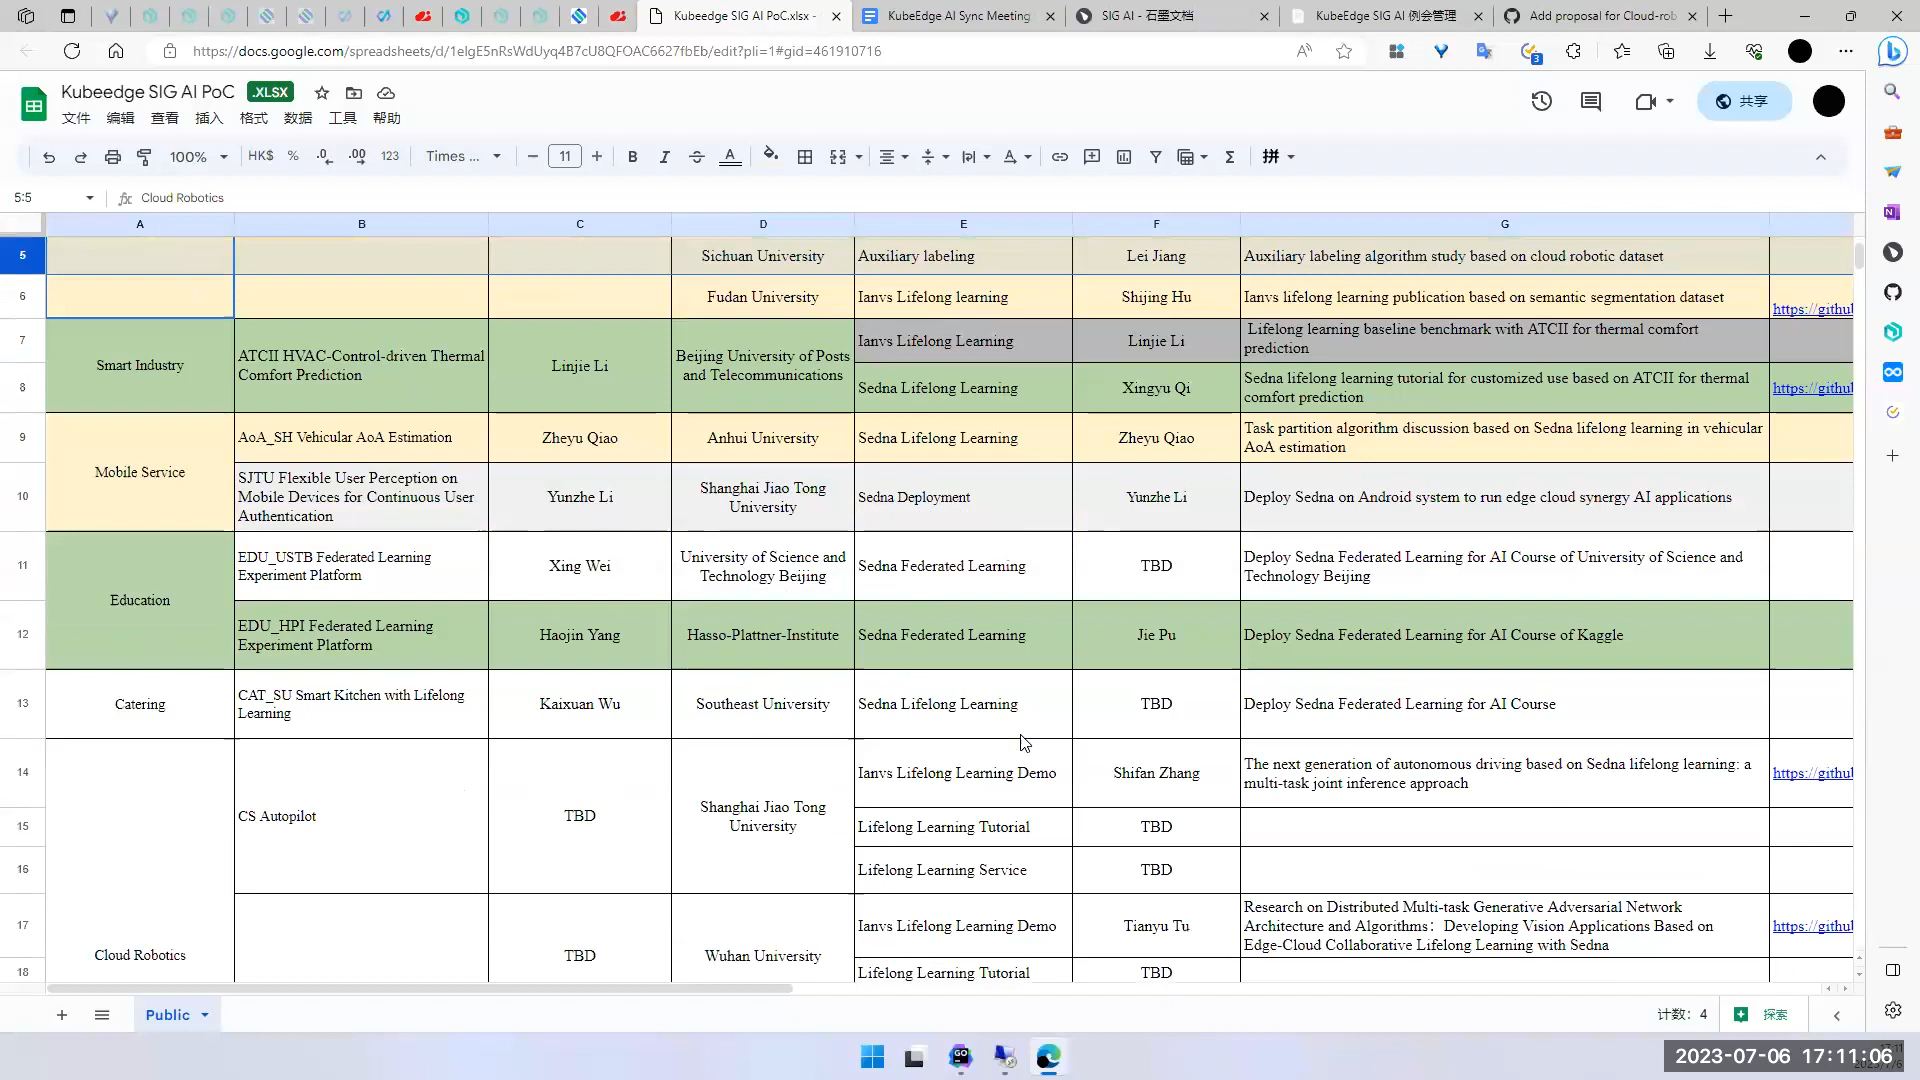 Kubeedge SIG AI PoC.xlsx -
KubeEdge AI Sync Meeting
SIG AI - 石墨文档
KubeEdge SIG AI 例会管理
Add proposal for Cloud-rob
https://docs.google.com/spreadsheets/d/1elgE5nRsWdUyq4B7cU8QFOAC6627fbEb/edit?pli=1#gid=461910716
Kubeedge SIG AI PoC .XLSX
共享
文件 编辑 查看 插入 格式 数据 工具 帮助
100% HK$ % .0 .00 123 Times ... 11 B I A A Σ 拼
5:5 fx Cloud Robotics
A B C D E F G
5 Sichuan University Auxiliary labeling Lei Jiang Auxiliary labeling algorithm study based on cloud robotic dataset
6 Fudan University Ianvs Lifelong learning Shijing Hu Ianvs lifelong learning publication based on semantic segmentation dataset https://githul
Smart Industry
ATCII HVAC-Control-driven Thermal
Comfort Prediction
Linjie Li
Beijing University of Posts
and Telecommunications
7 Ianvs Lifelong Learning Linjie Li Lifelong learning baseline benchmark with ATCII for thermal comfort
prediction
8 Sedna Lifelong Learning Xingyu Qi Sedna lifelong learning tutorial for customized use based on ATCII for thermal
comfort prediction
https://githul
Mobile Service
9 AoA_SH Vehicular AoA Estimation Zheyu Qiao Anhui University Sedna Lifelong Learning Zheyu Qiao Task partition algorithm discussion based on Sedna lifelong learning in vehicular
AoA estimation
10 SJTU Flexible User Perception on
Mobile Devices for Continuous User
Authentication
Yunzhe Li
Shanghai Jiao Tong
University
Sedna Deployment Yunzhe Li Deploy Sedna on Android system to run edge cloud synergy AI applications
Education
11 EDU_USTB Federated Learning
Experiment Platform
Xing Wei
University of Science and
Technology Beijing
Sedna Federated Learning TBD Deploy Sedna Federated Learning for AI Course of University of Science and
Technology Beijing
12 EDU_HPI Federated Learning
Experiment Platform
Haojin Yang Hasso-Plattner-Institute Sedna Federated Learning Jie Pu Deploy Sedna Federated Learning for AI Course of Kaggle
13 Catering CAT_SU Smart Kitchen with Lifelong
Learning
Kaixuan Wu Southeast University Sedna Lifelong Learning TBD Deploy Sedna Federated Learning for AI Course
Cloud Robotics
CS Autopilot TBD Shanghai Jiao Tong
University
14 Ianvs Lifelong Learning Demo Shifan Zhang The next generation of autonomous driving based on Sedna lifelong learning: a
multi-task joint inference approach
https://githul
15 Lifelong Learning Tutorial TBD
16 Lifelong Learning Service TBD
TBD Wuhan University
17 Ianvs Lifelong Learning Demo Tianyu Tu Research on Distributed Multi-task Generative Adversarial Network
Architecture and Algorithms：Developing Vision Applications Based on
Edge-Cloud Collaborative Lifelong Learning with Sedna
https://githul
18 Lifelong Learning Tutorial TBD
Public
计数: 4
探索
2023-07-06 17:11:06